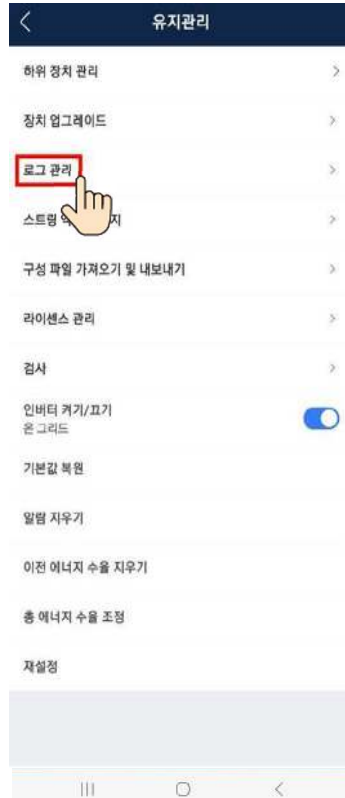 유지관리
하위 장치 관리
장치 업그레이드
로그 관리
스트링 지
구성 파일 가져오기 및 내보내기
라이센스 관리
검사
인버터 켜기/끄기
온 그리드
기본값 복원
알람 지우기
이전 에너지 수율 지우기
총 에너지 수율 조정
재설정